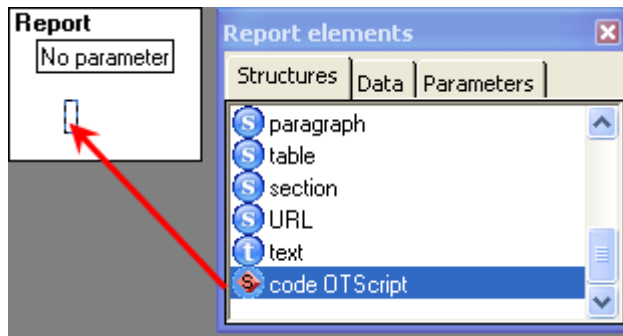 Report
No parameter
Report elements
Structures Data Parameters
S paragraph
S table
S section
S URL
t text
S code OTScript